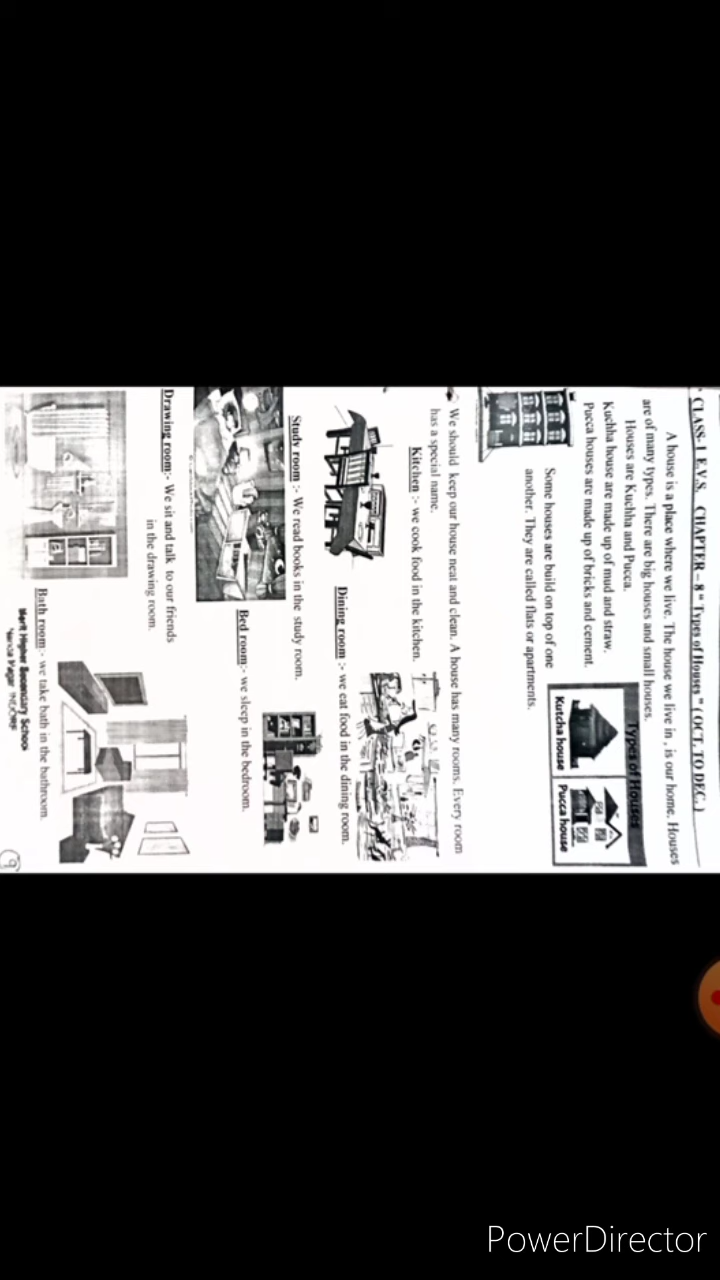 CLASS- I E.V.S. CHAPTER – 8 " Types of Houses " ( OCT. TO DEC. )
A house is a place where we live. The house we live in , is our home. Houses
are of many types. There are big houses and small houses.
Houses are Kuchha and Pucca.
Kuchha house are made up of mud and straw.
Pucca houses are made up of bricks and cement.
Types of Houses
Kutcha house
Pucca house
Some houses are build on top of one
another. They are called flats or apartments.
We should keep our house neat and clean. A house has many rooms. Every room
has a special name.
Kitchen :- we cook food in the kitchen.
Dining room :- we eat food in the dining room.
Study room :- We read books in the study room.
Bed room:- we sleep in the bedroom.
Drawing room:- We sit and talk to our friends
in the drawing room.
Bath room:- we take bath in the bathroom.
Merit Higher Secondary School
Nagar INDORE
9
PowerDirector